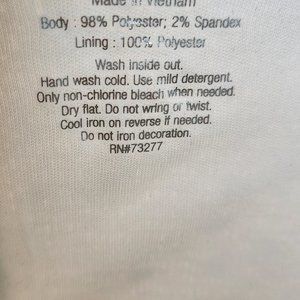 Made in Vietnam
Body : 98% Polyester; 2% Spandex
Lining : 100% Polyester
Wash inside out.
Hand wash cold. Use mild detergent.
Only non-chlorine bleach when needed.
Dry flat. Do not wring or twist.
Cool iron on reverse if needed.
Do not iron decoration.
RN#73277